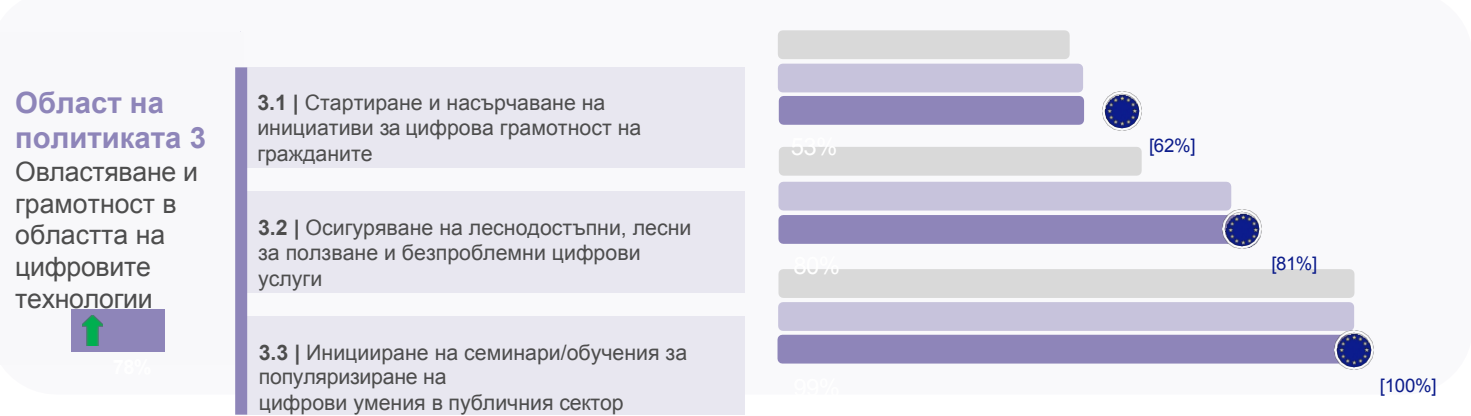 Област на
политиката 3
Овластяване и
грамотност в
областта на
цифровите
технологии
78%
3.1 | Стартиране и насърчаване на
инициативи за цифрова грамотност на
гражданите
53%
[62%]
3.2 | Осигуряване на леснодостъпни, лесни
за ползване и безпроблемни цифрови
услуги
80%
[81%]
3.3 | Иницииране на семинари/обучения за
популяризиране на
цифрови умения в публичния сектор
99%
[100%]